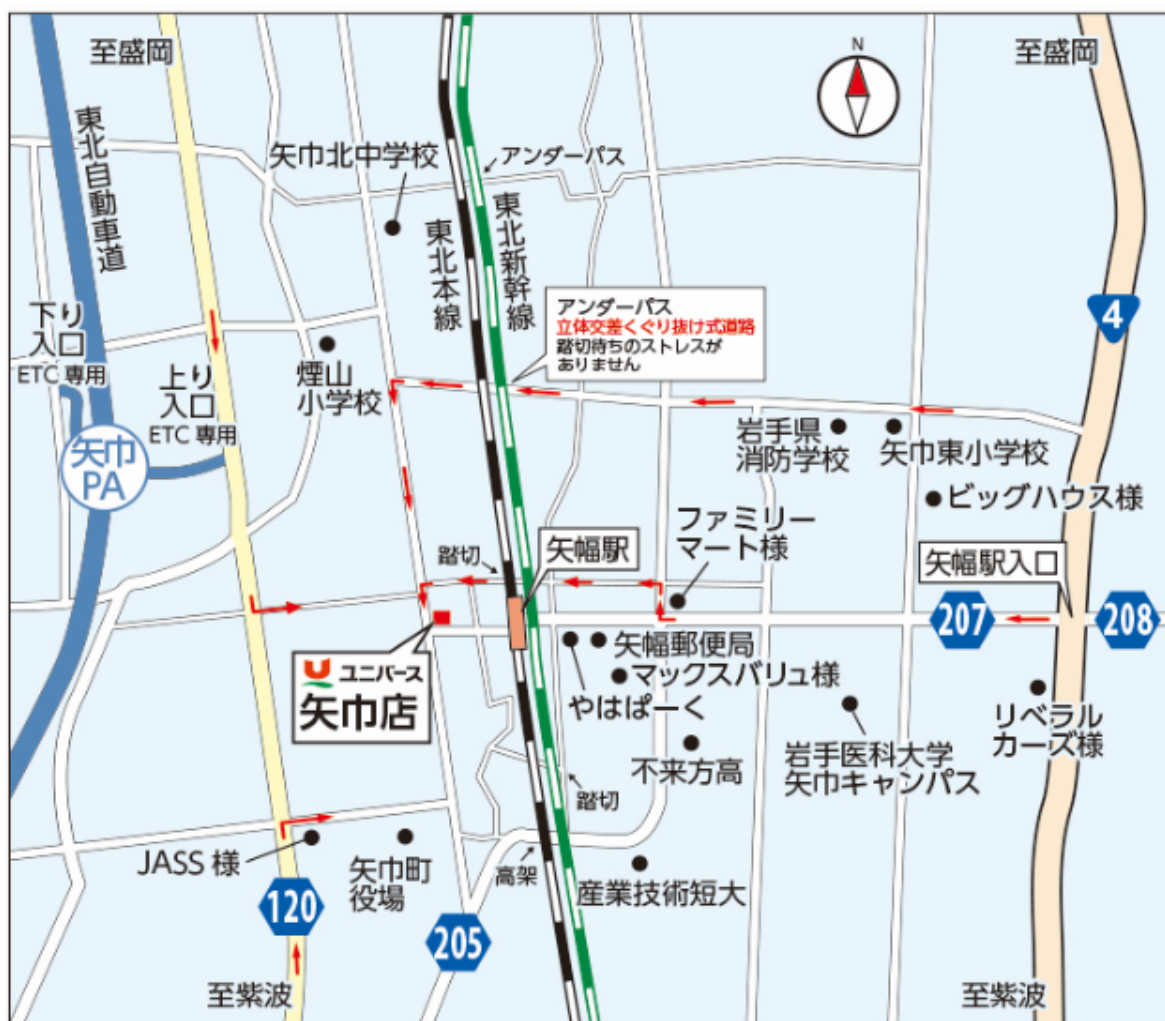 至盛岡
N
至盛岡
東北自動車道
矢巾北中学校
アンダーパス
東北本線
東北新幹線
アンダーパス
立体交差くぐり抜け式道路
踏切待ちのストレスが
ありません
4
下り
入口
ETC専用
上り
入口
ETC専用
煙山
小学校
矢巾
PA
岩手県
消防学校
矢巾東小学校
ビッグハウス様
ファミリー
マート様
踏切
矢幅駅
矢幅駅入口
207
208
ユニバース
矢巾店
矢幅郵便局
マックスバリュ様
やはぱーく
リベラル
カーズ様
不来方高
岩手医科大学
矢巾キャンパス
踏切
JASS様
矢巾町
役場
高架
産業技術短大
120
205
至紫波
至紫波